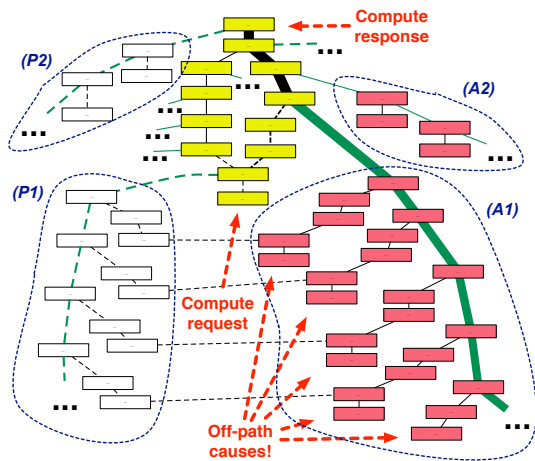 Compute
response
(P2)
...
...
(A2)
...
...
...
...
...
(P1)
(A1)
Compute
request
Off-path
causes!
...
...